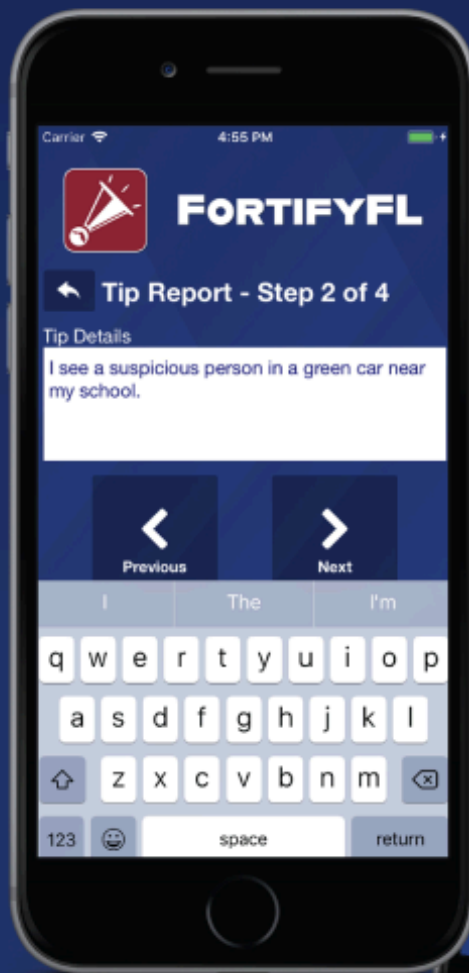 Carrier 4:55 PM
FORTIFYFL
Tip Report - Step 2 of 4
Tip Details
I see a suspicious person in a green car near
my school.
Previous Next
I The I'm
q w e r t y u i o p
a s d f g h j k l
z x c v b n m
123 space return